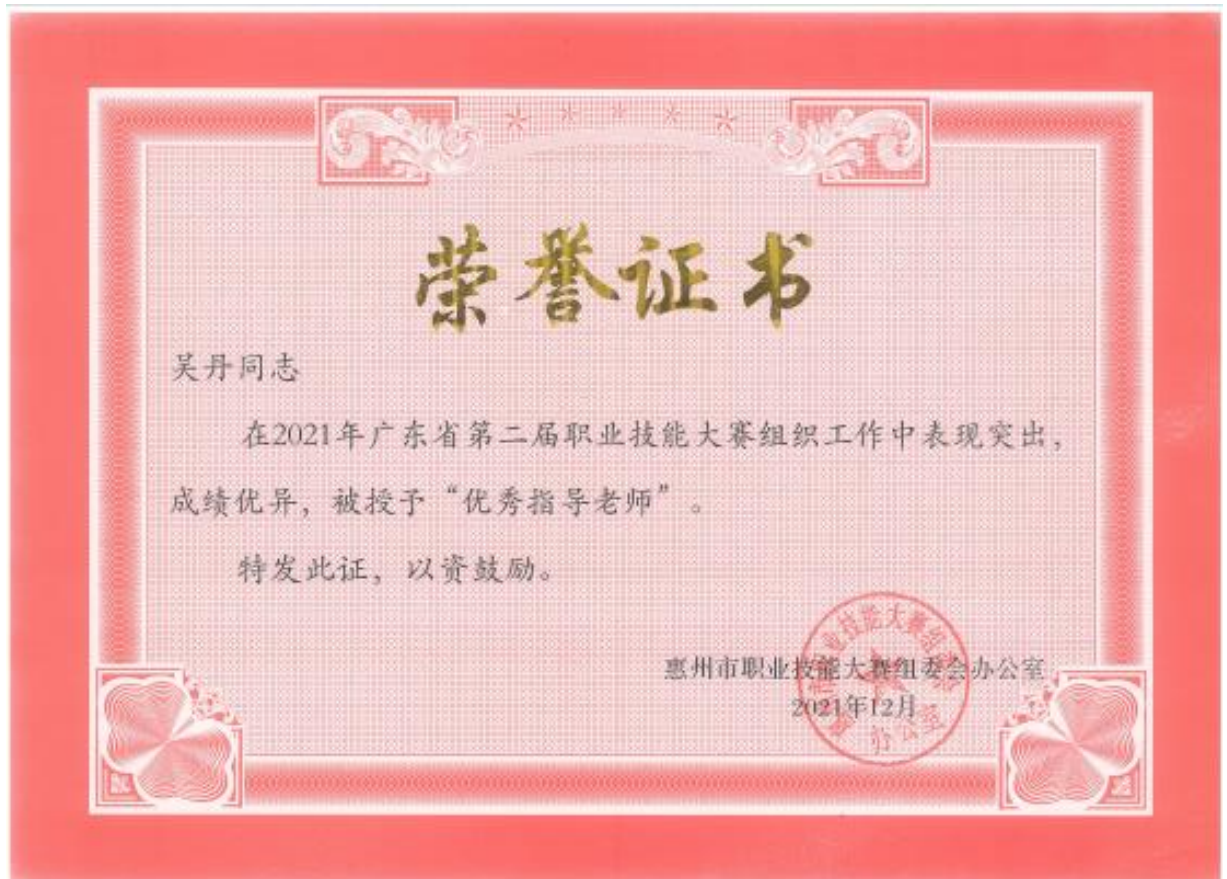 荣誉证书
吴丹同志
在2021年广东省第二届职业技能大赛组织工作中表现突出，
成绩优异，被授予“优秀指导老师”。
特发此证，以资鼓励。
惠州市职业技能大赛组委会办公室
2021年12月
办公室